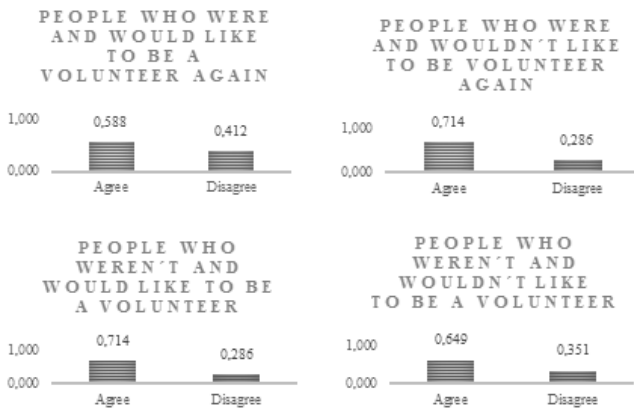 PEOPLE WHO WERE
AND WOULD LIKE
TO BE A
VOLUNTEER AGAIN
1,000
0,588
0,412
0,000
Agree
Disagree
PEOPLE WHO WERE
AND WOULDN´T LIKE
TO BE VOLUNTEER
AGAIN
1,000
0,714
0,286
0,000
Agree
Disagree
PEOPLE WHO
WEREN´T AND
WOULD LIKE TO BE
A VOLUNTEER
1,000
0,714
0,286
0,000
Agree
Disagree
PEOPLE WHO
WEREN´T AND
WOULDN´T LIKE
TO BE A VOLUNTEER
1,000
0,649
0,351
0,000
Agree
Disagree